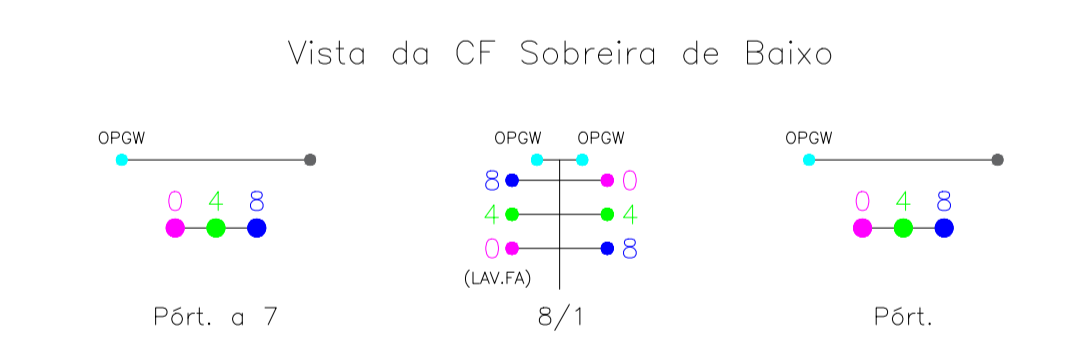 Vista da CF Sobreira de Baixo
OPGW
0 4 8
Pórt. a 7
OPGW OPGW
8 0
4 4
0 8
(LAV.FA)
8/1
OPGW
0 4 8
Pórt.